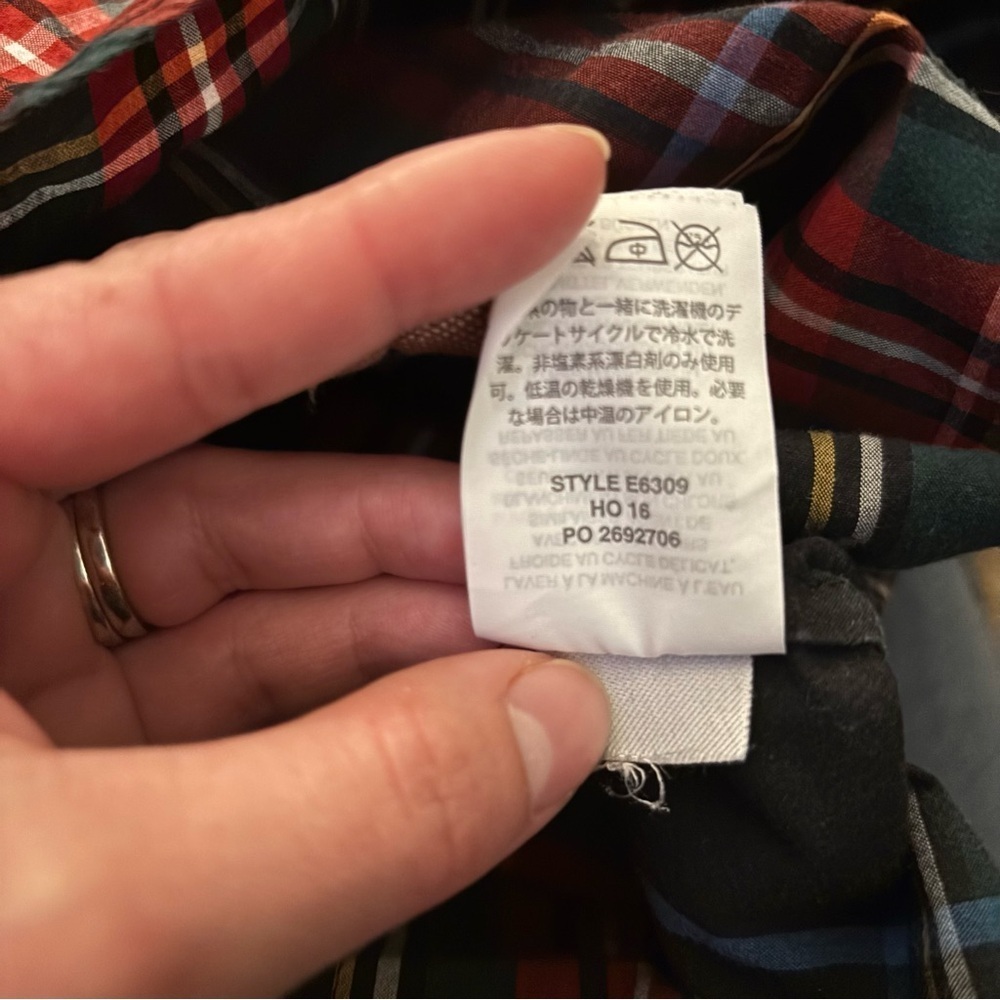 の物と一緒に洗濯機のデ
ケートサイクルで冷水で洗
濯。非塩素系漂白剤のみ使用
可。低温の乾燥機を使用。必要
な場合は中温のアイロン。
STYLE E6309
HO 16
PO 2692706